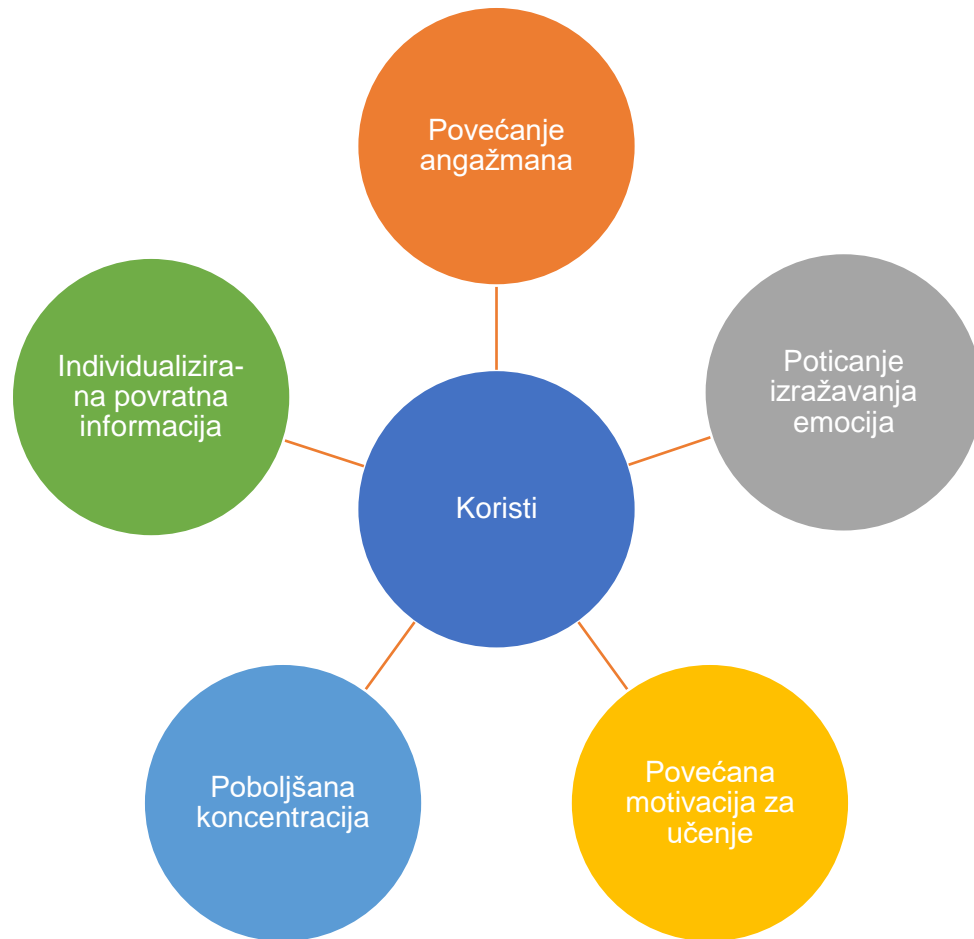 Povećanje
angažmana
Poticanje
izražavanja
emocija
Povećana
motivacija za
učenje
Poboljšana
koncentracija
Individualizira-
na povratna
informacija
Koristi